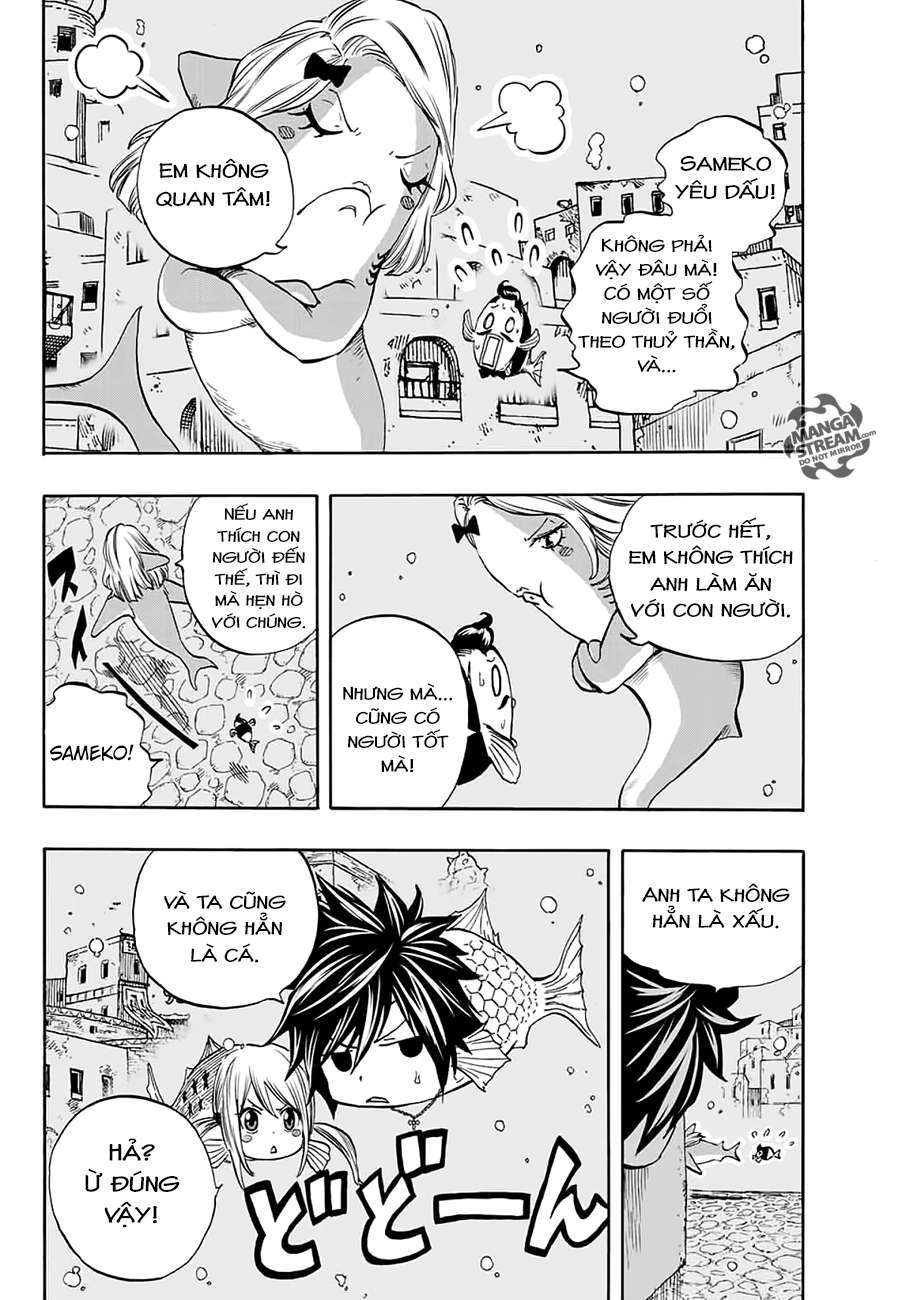 SAMEKO
YÊU DẤU!
KHÔNG PHẢI
VẬY ĐÂU MÀ!
CÓ MỘT SỐ
NGƯỜI ĐUỔI
THEO THUỶ THẦN,
VÀ...
EM KHÔNG
QUAN TÂM!
MANGA
STREAM.com
DO NOT MIRROR
TRƯỚC HẾT,
EM KHÔNG THÍCH
ANH LÀM ĂN
VỚI CON NGƯỜI.
NHƯNG MÀ...
CŨNG CÓ
NGƯỜI TỐT
MÀ!
NẾU ANH
THÍCH CON
NGƯỜI ĐẾN
THẾ, THÌ ĐI
MÀ HẸN HÒ
VỚI CHÚNG.
SAMEKO!
ANH TA KHÔNG
HẲN LÀ XẤU.
VÀ TA CŨNG
KHÔNG HẲN
LÀ CÁ.
HẢ?
Ừ ĐÚNG
VẬY!
どどーん